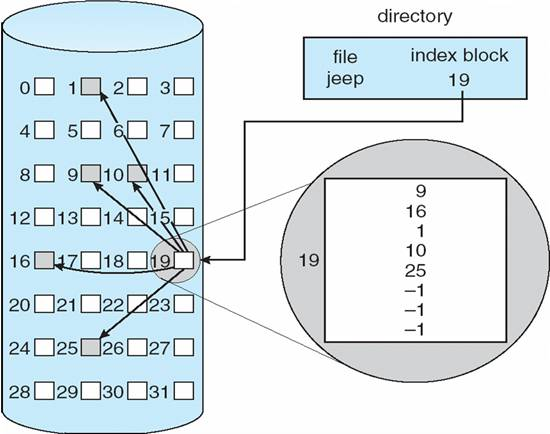 directory
file index block
jeep 19
0 1 2 3
4 5 6 7
8 9 10 11
12 13 14 15
16 17 18 19
20 21 22 23
24 25 26 27
28 29 30 31
19
9
16
1
10
25
–1
–1
–1